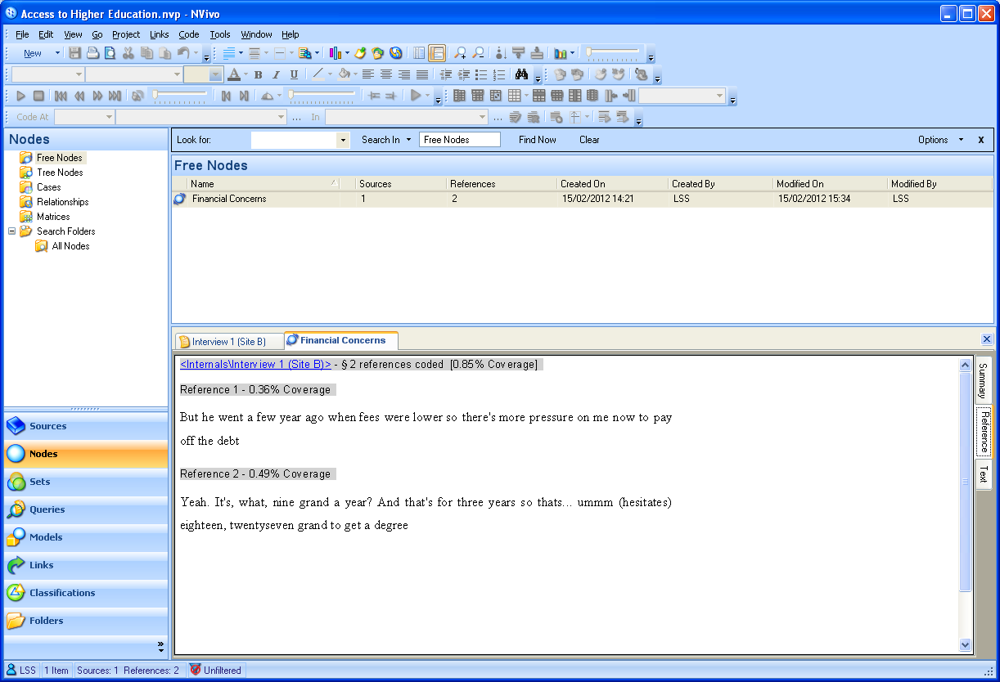 Access to Higher Education.nvp - NVivo
File Edit View Go Project Links Code Tools Window Help
New
A B I U
Code At ... In ...
Nodes
Free Nodes
Tree Nodes
Cases
Relationships
Matrices
Search Folders
All Nodes
Sources
Nodes
Sets
Queries
Models
Links
Classifications
Folders
Look for: Search In Free Nodes Find Now Clear Options x
Free Nodes
Name Sources References Created On Created By Modified On Modified By
Financial Concerns 1 2 15/02/2012 14:21 LSS 15/02/2012 15:34 LSS
Interview 1 (Site B) Financial Concerns
<Internals\Interview 1 (Site B)> - § 2 references coded [0.85% Coverage]
Reference 1 - 0.36% Coverage
But he went a few year ago when fees were lower so there's more pressure on me now to pay
off the debt
Reference 2 - 0.49% Coverage
Yeah. It's, what, nine grand a year? And that's for three years so thats... ummm (hesitates)
eighteen, twentyseven grand to get a degree
Summary
Reference
Text
LSS 1 Item Sources: 1 References: 2 Unfiltered